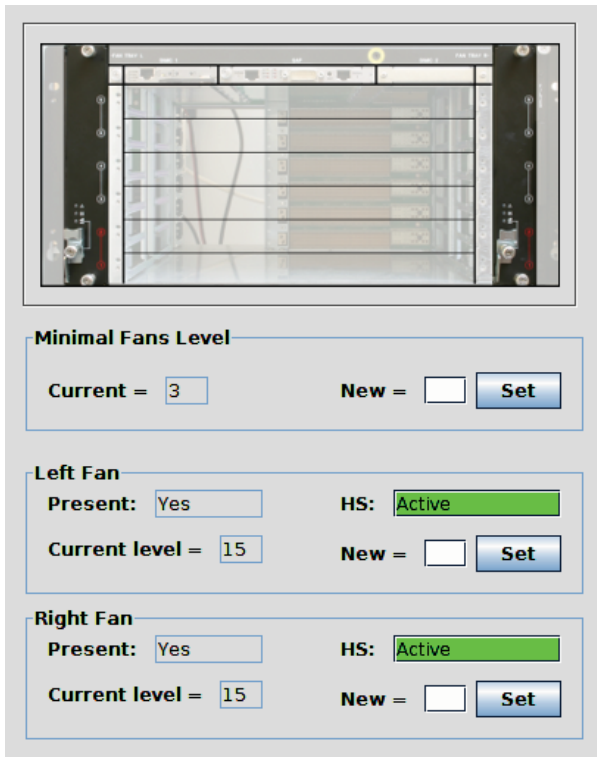 Minimal Fans Level
Current = 3 New = Set
Left Fan
Present: Yes HS: Active
Current level = 15 New = Set
Right Fan
Present: Yes HS: Active
Current level = 15 New = Set